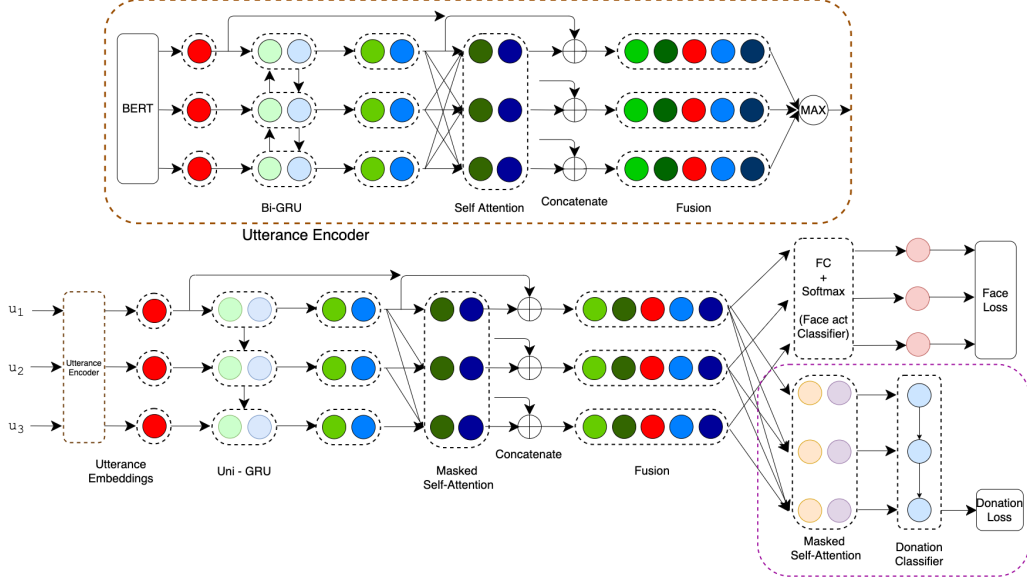 BERT
MAX
Bi-GRU
Self Attention
Concatenate
Fusion
Utterance Encoder
u1
u2
u3
Utterance
Encoder
FC
+
Softmax
(Face act
Classifier)
Face
Loss
Utterance
Embeddings
Uni - GRU
Masked
Self-Attention
Concatenate
Fusion
Donation
Loss
Masked
Self-Attention
Donation
Classifier